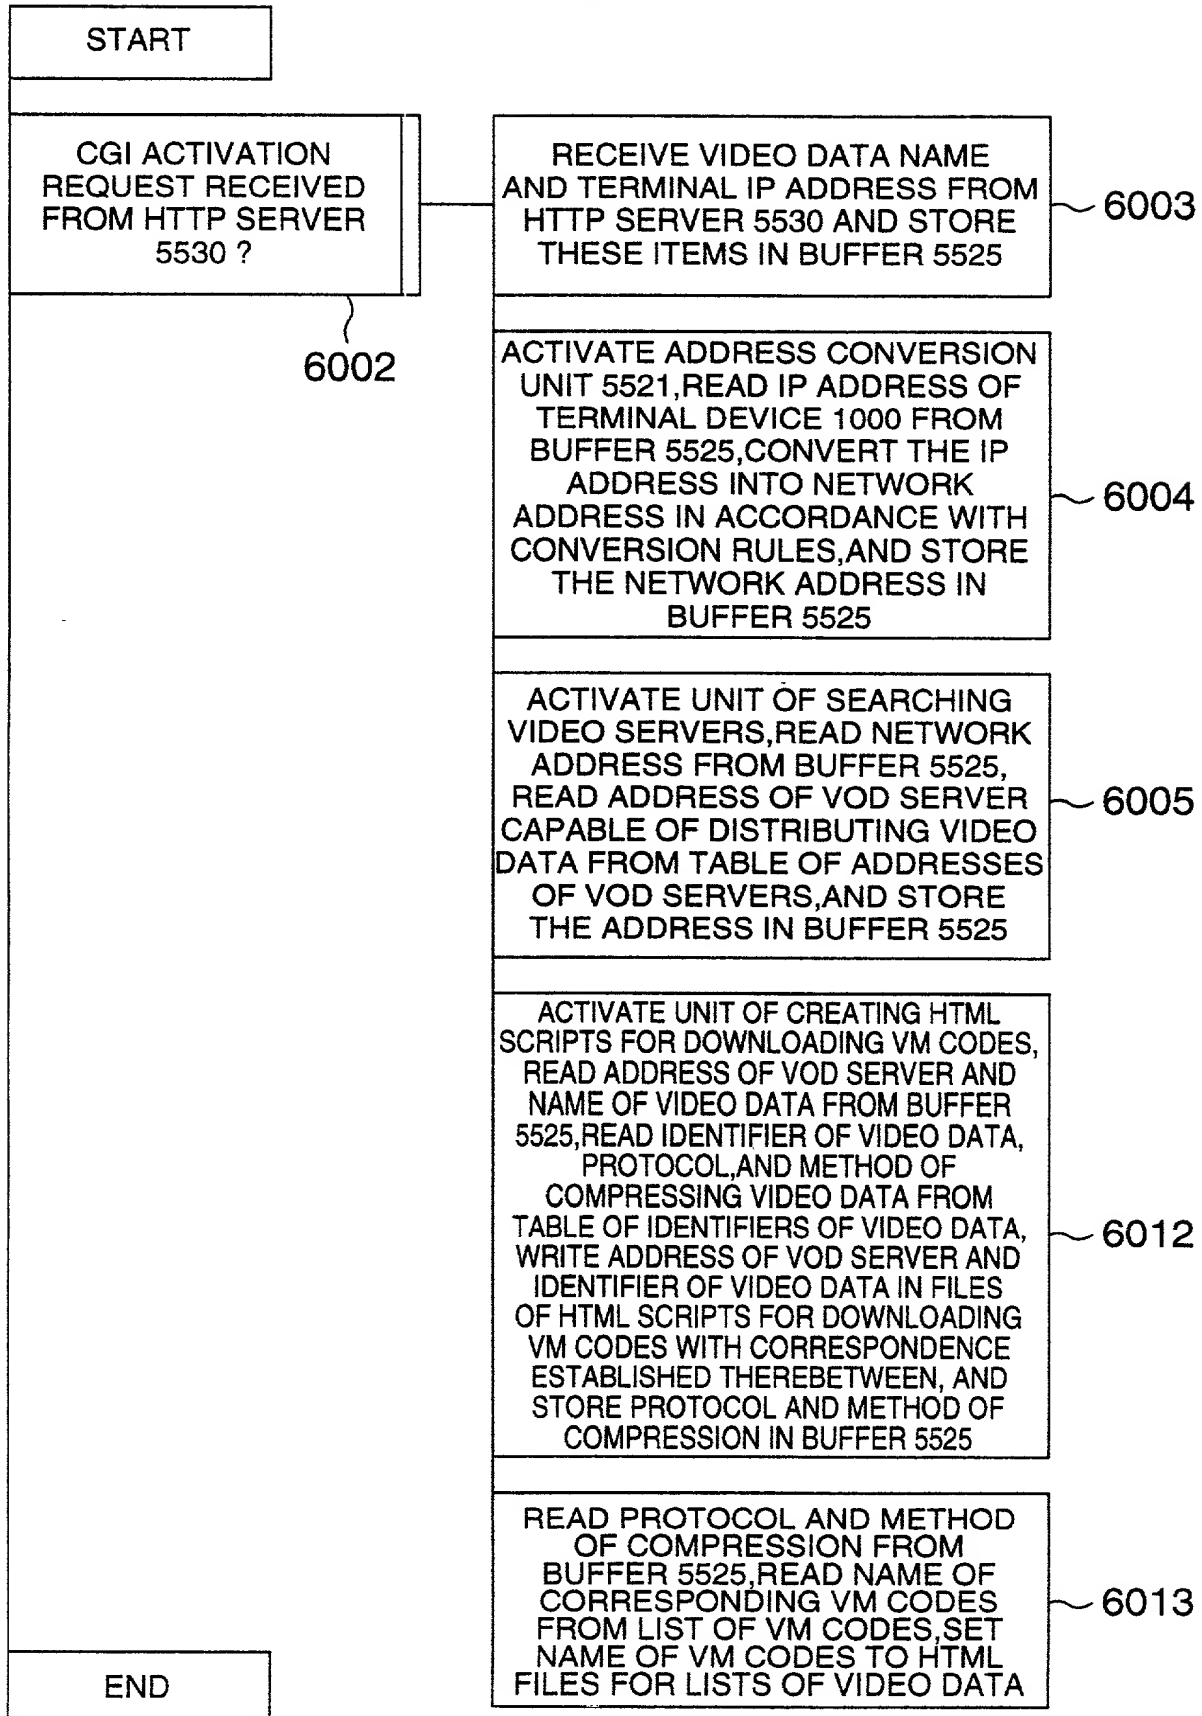 START
CGI ACTIVATION
REQUEST RECEIVED
FROM HTTP SERVER
5530 ?
6002
RECEIVE VIDEO DATA NAME
AND TERMINAL IP ADDRESS FROM
HTTP SERVER 5530 AND STORE
THESE ITEMS IN BUFFER 5525
6003
ACTIVATE ADDRESS CONVERSION
UNIT 5521,READ IP ADDRESS OF
TERMINAL DEVICE 1000 FROM
BUFFER 5525,CONVERT THE IP
ADDRESS INTO NETWORK
ADDRESS IN ACCORDANCE WITH
CONVERSION RULES,AND STORE
THE NETWORK ADDRESS IN
BUFFER 5525
6004
ACTIVATE UNIT OF SEARCHING
VIDEO SERVERS,READ NETWORK
ADDRESS FROM BUFFER 5525,
READ ADDRESS OF VOD SERVER
CAPABLE OF DISTRIBUTING VIDEO
DATA FROM TABLE OF ADDRESSES
OF VOD SERVERS,AND STORE
THE ADDRESS IN BUFFER 5525
6005
ACTIVATE UNIT OF CREATING HTML
SCRIPTS FOR DOWNLOADING VM CODES,
READ ADDRESS OF VOD SERVER AND
NAME OF VIDEO DATA FROM BUFFER
5525,READ IDENTIFIER OF VIDEO DATA,
PROTOCOL,AND METHOD OF
COMPRESSING VIDEO DATA FROM
TABLE OF IDENTIFIERS OF VIDEO DATA,
WRITE ADDRESS OF VOD SERVER AND
IDENTIFIER OF VIDEO DATA IN FILES
OF HTML SCRIPTS FOR DOWNLOADING
VM CODES WITH CORRESPONDENCE
ESTABLISHED THEREBETWEEN, AND
STORE PROTOCOL AND METHOD OF
COMPRESSION IN BUFFER 5525
6012
READ PROTOCOL AND METHOD
OF COMPRESSION FROM
BUFFER 5525,READ NAME OF
CORRESPONDING VM CODES
FROM LIST OF VM CODES,SET
NAME OF VM CODES TO HTML
FILES FOR LISTS OF VIDEO DATA
6013
END